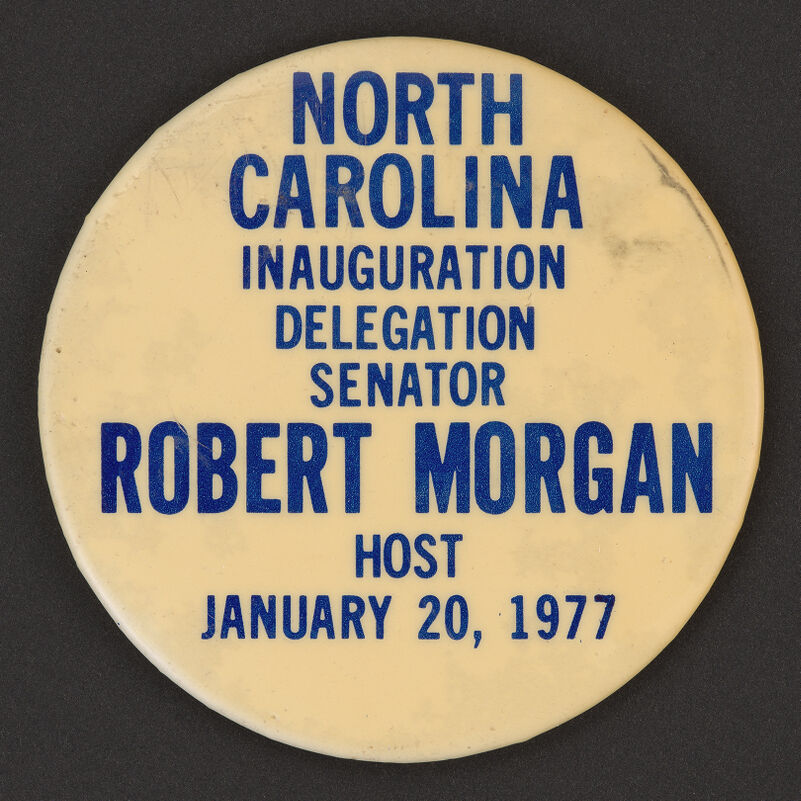 NORTH
CAROLINA
INAUGURATION
DELEGATION
SENATOR
ROBERT MORGAN
HOST
JANUARY 20, 1977